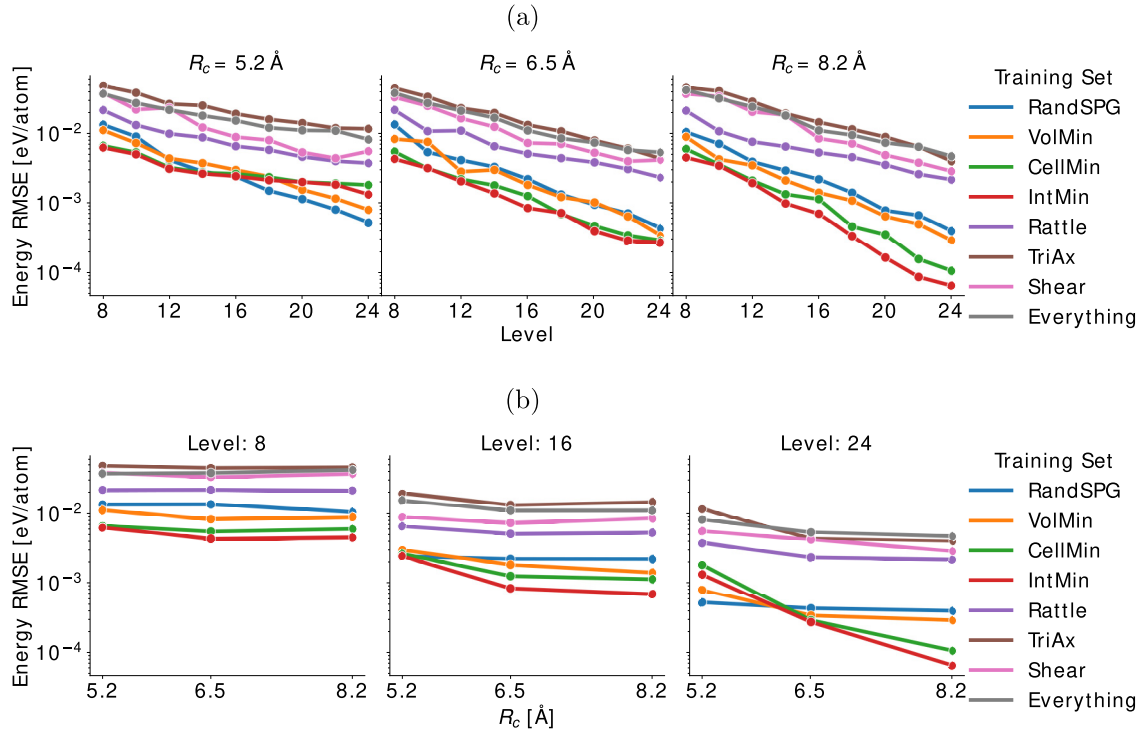 (a)
R_c = 5.2 Å
R_c = 6.5 Å
R_c = 8.2 Å
Energy RMSE [eV/atom]
10⁻²
10⁻³
10⁻⁴
8 12 16 20 24
8 12 16 20 24
8 12 16 20 24
Level
Training Set
RandSPG
VolMin
CellMin
IntMin
Rattle
TriAx
Shear
Everything
(b)
Level: 8
Level: 16
Level: 24
Energy RMSE [eV/atom]
10⁻²
10⁻³
10⁻⁴
5.2 6.5 8.2
5.2 6.5 8.2
5.2 6.5 8.2
R_c [Å]
Training Set
RandSPG
VolMin
CellMin
IntMin
Rattle
TriAx
Shear
Everything